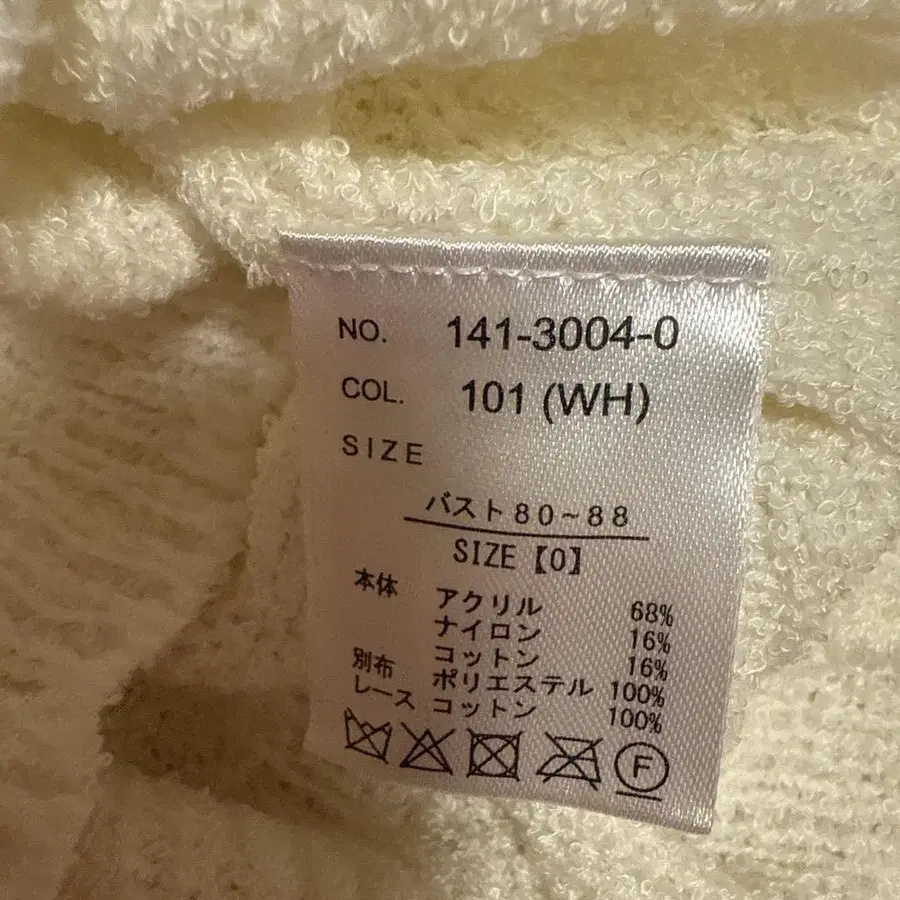 NO. 141-3004-0
COL. 101 (WH)
SIZE
バスト80~88
SIZE【0】
本体 アクリル 68%
ナイロン 16%
コットン 16%
別布 ポリエステル 100%
レース コットン 100%
F